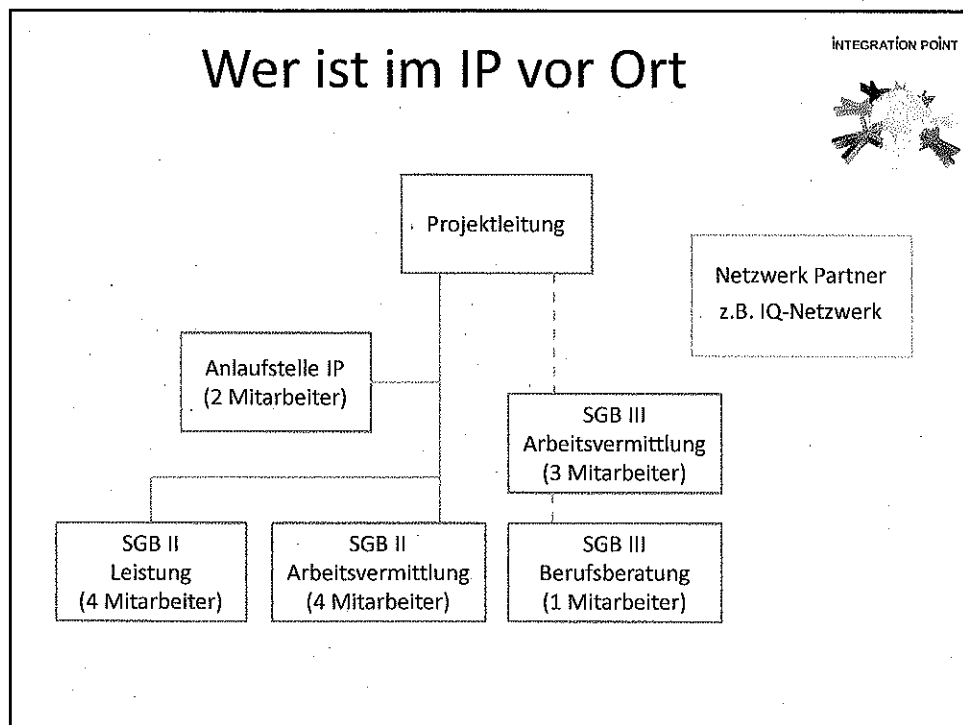 Wer ist im IP vor Ort
INTEGRATION POINT
Projektleitung
Netzwerk Partner
z.B. IQ-Netzwerk
Anlaufstelle IP
(2 Mitarbeiter)
SGB III
Arbeitsvermittlung
(3 Mitarbeiter)
SGB II
Leistung
(4 Mitarbeiter)
SGB II
Arbeitsvermittlung
(4 Mitarbeiter)
SGB III
Berufsberatung
(1 Mitarbeiter)